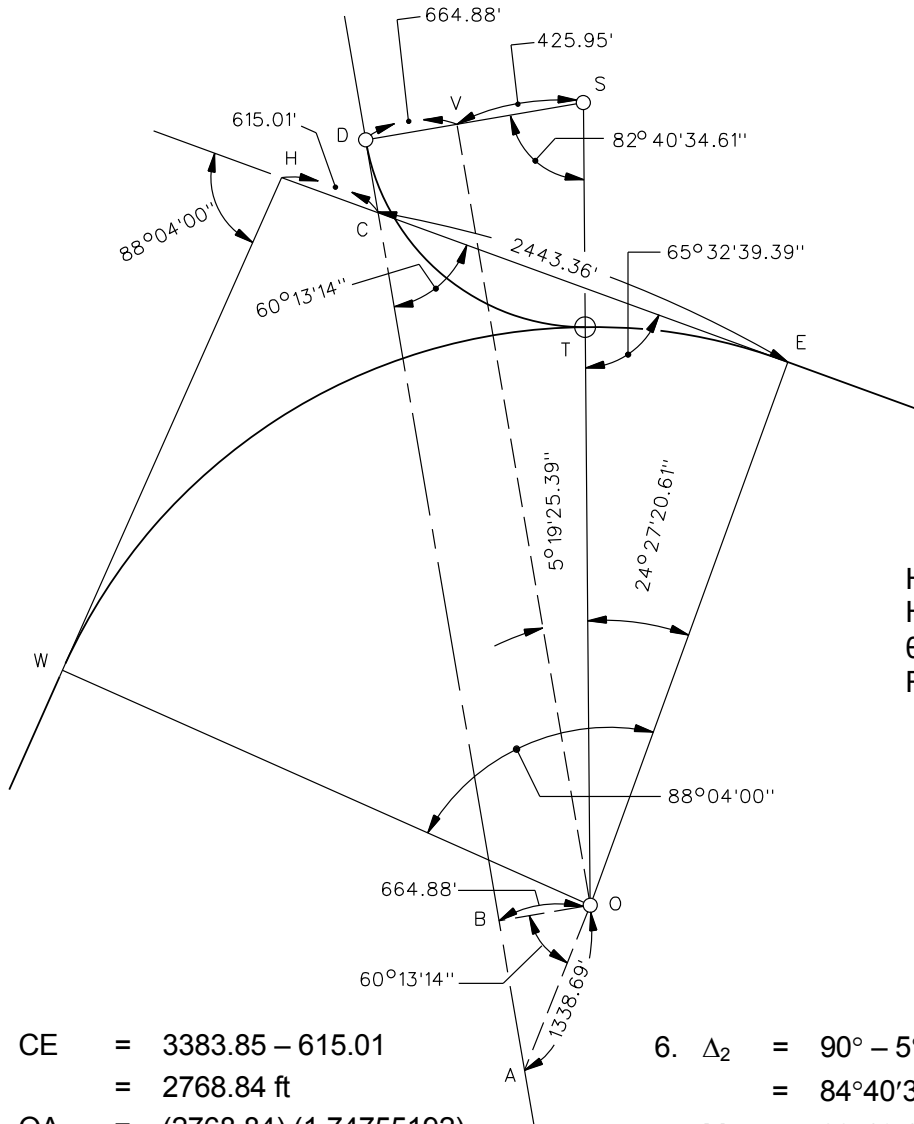 664.88'
425.95'
S
V
D
615.01'
82°40'34.61"
H
88°04'00"
C
2443.36'
65°32'39.39"
60°13'14"
T
E
5°19'25.39"
24°27'20.61"
W
88°04'00"
664.88'
O
B
60°13'14"
1338.69'
A
CE = 3383.85 – 615.01
= 2768.84 ft
6. Δ₂ = 90° – 5°
= 84°40′3